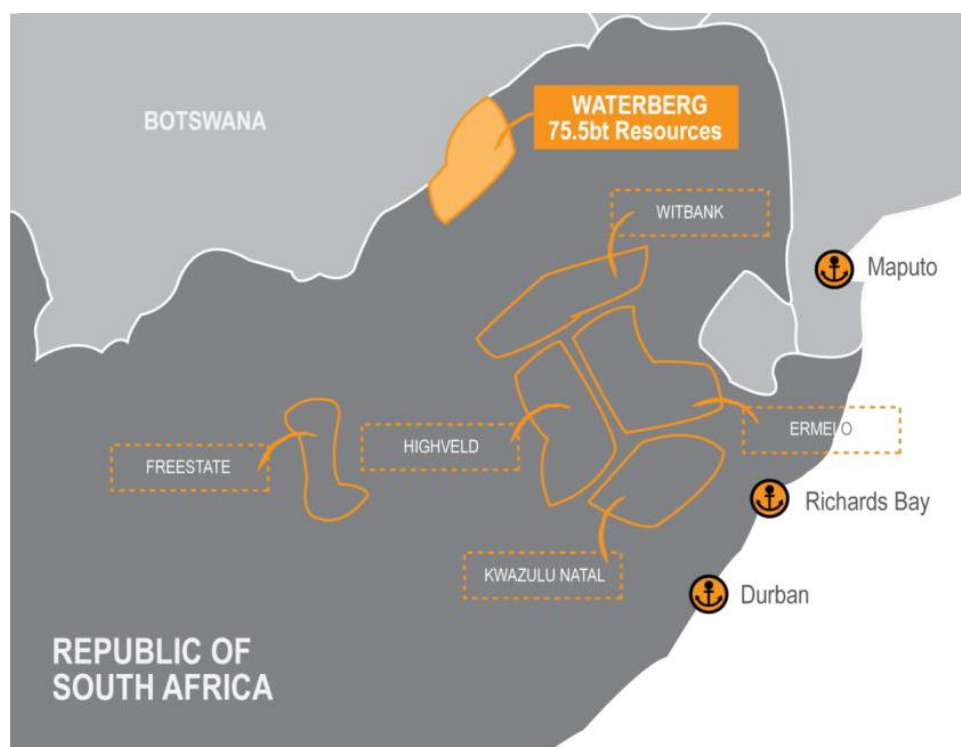 BOTSWANA
WATERBERG
75.5bt Resources
WITBANK
Maputo
ERMELO
HIGHVELD
FREESTATE
Richards Bay
KWAZULU NATAL
Durban
REPUBLIC OF
SOUTH AFRICA